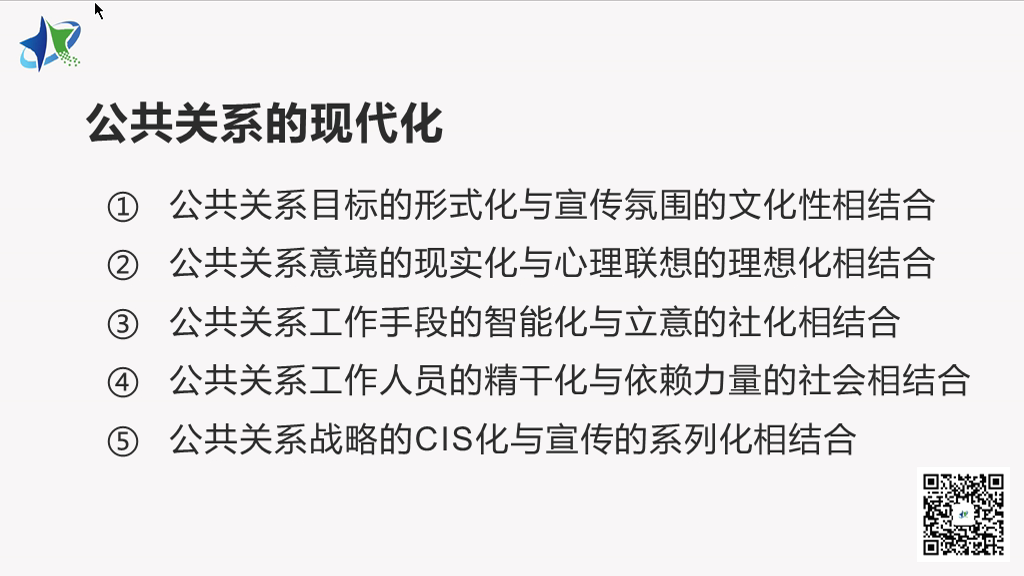 公共关系的现代化
① 公共关系目标的形式化与宣传氛围的文化性相结合
② 公共关系意境的现实化与心理联想的理想化相结合
③ 公共关系工作手段的智能化与立意的社化相结合
④ 公共关系工作人员的精干化与依赖力量的社会相结合
⑤ 公共关系战略的CIS化与宣传的系列化相结合